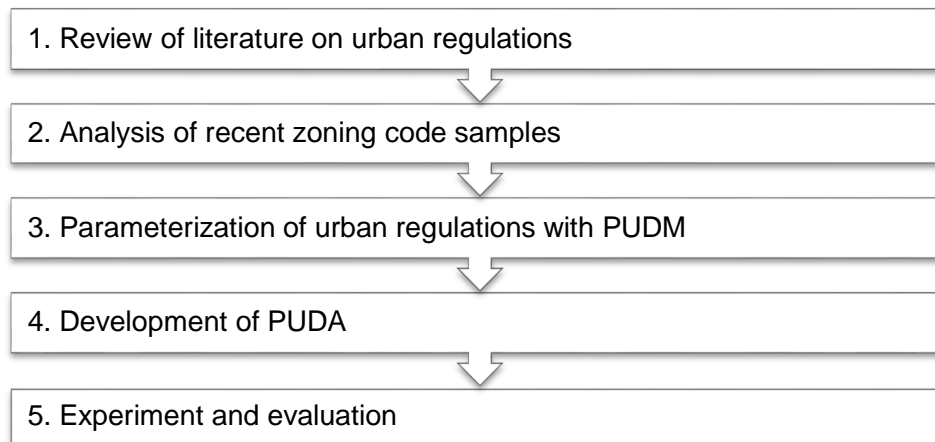 1. Review of literature on urban regulations
2. Analysis of recent zoning code samples
3. Parameterization of urban regulations with PUDM
4. Development of PUDA
5. Experiment and evaluation